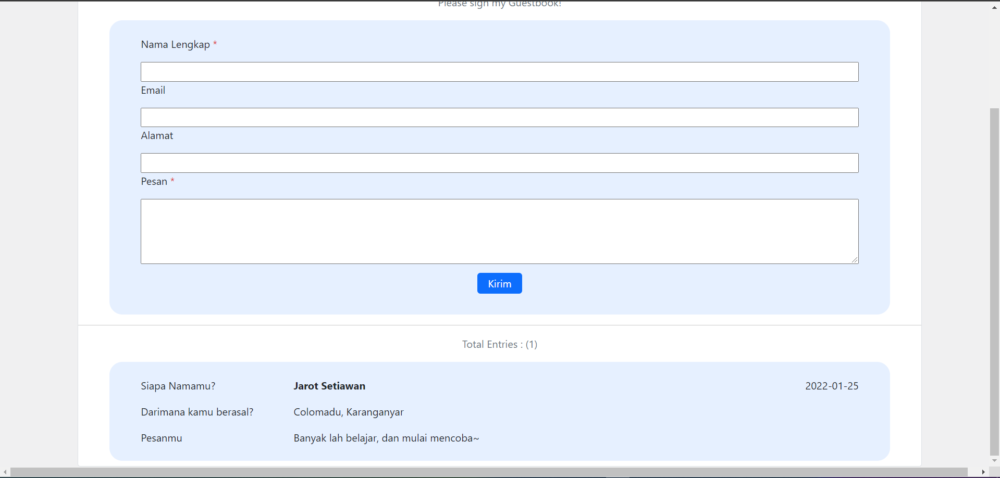 Please sign my Guestbook!
Nama Lengkap *
Email
Alamat
Pesan *
Kirim
Total Entries : (1)
Siapa Namamu? Jarot Setiawan 2022-01-25
Darimana kamu berasal? Colomadu, Karanganyar
Pesanmu Banyak lah belajar, dan mulai mencoba~